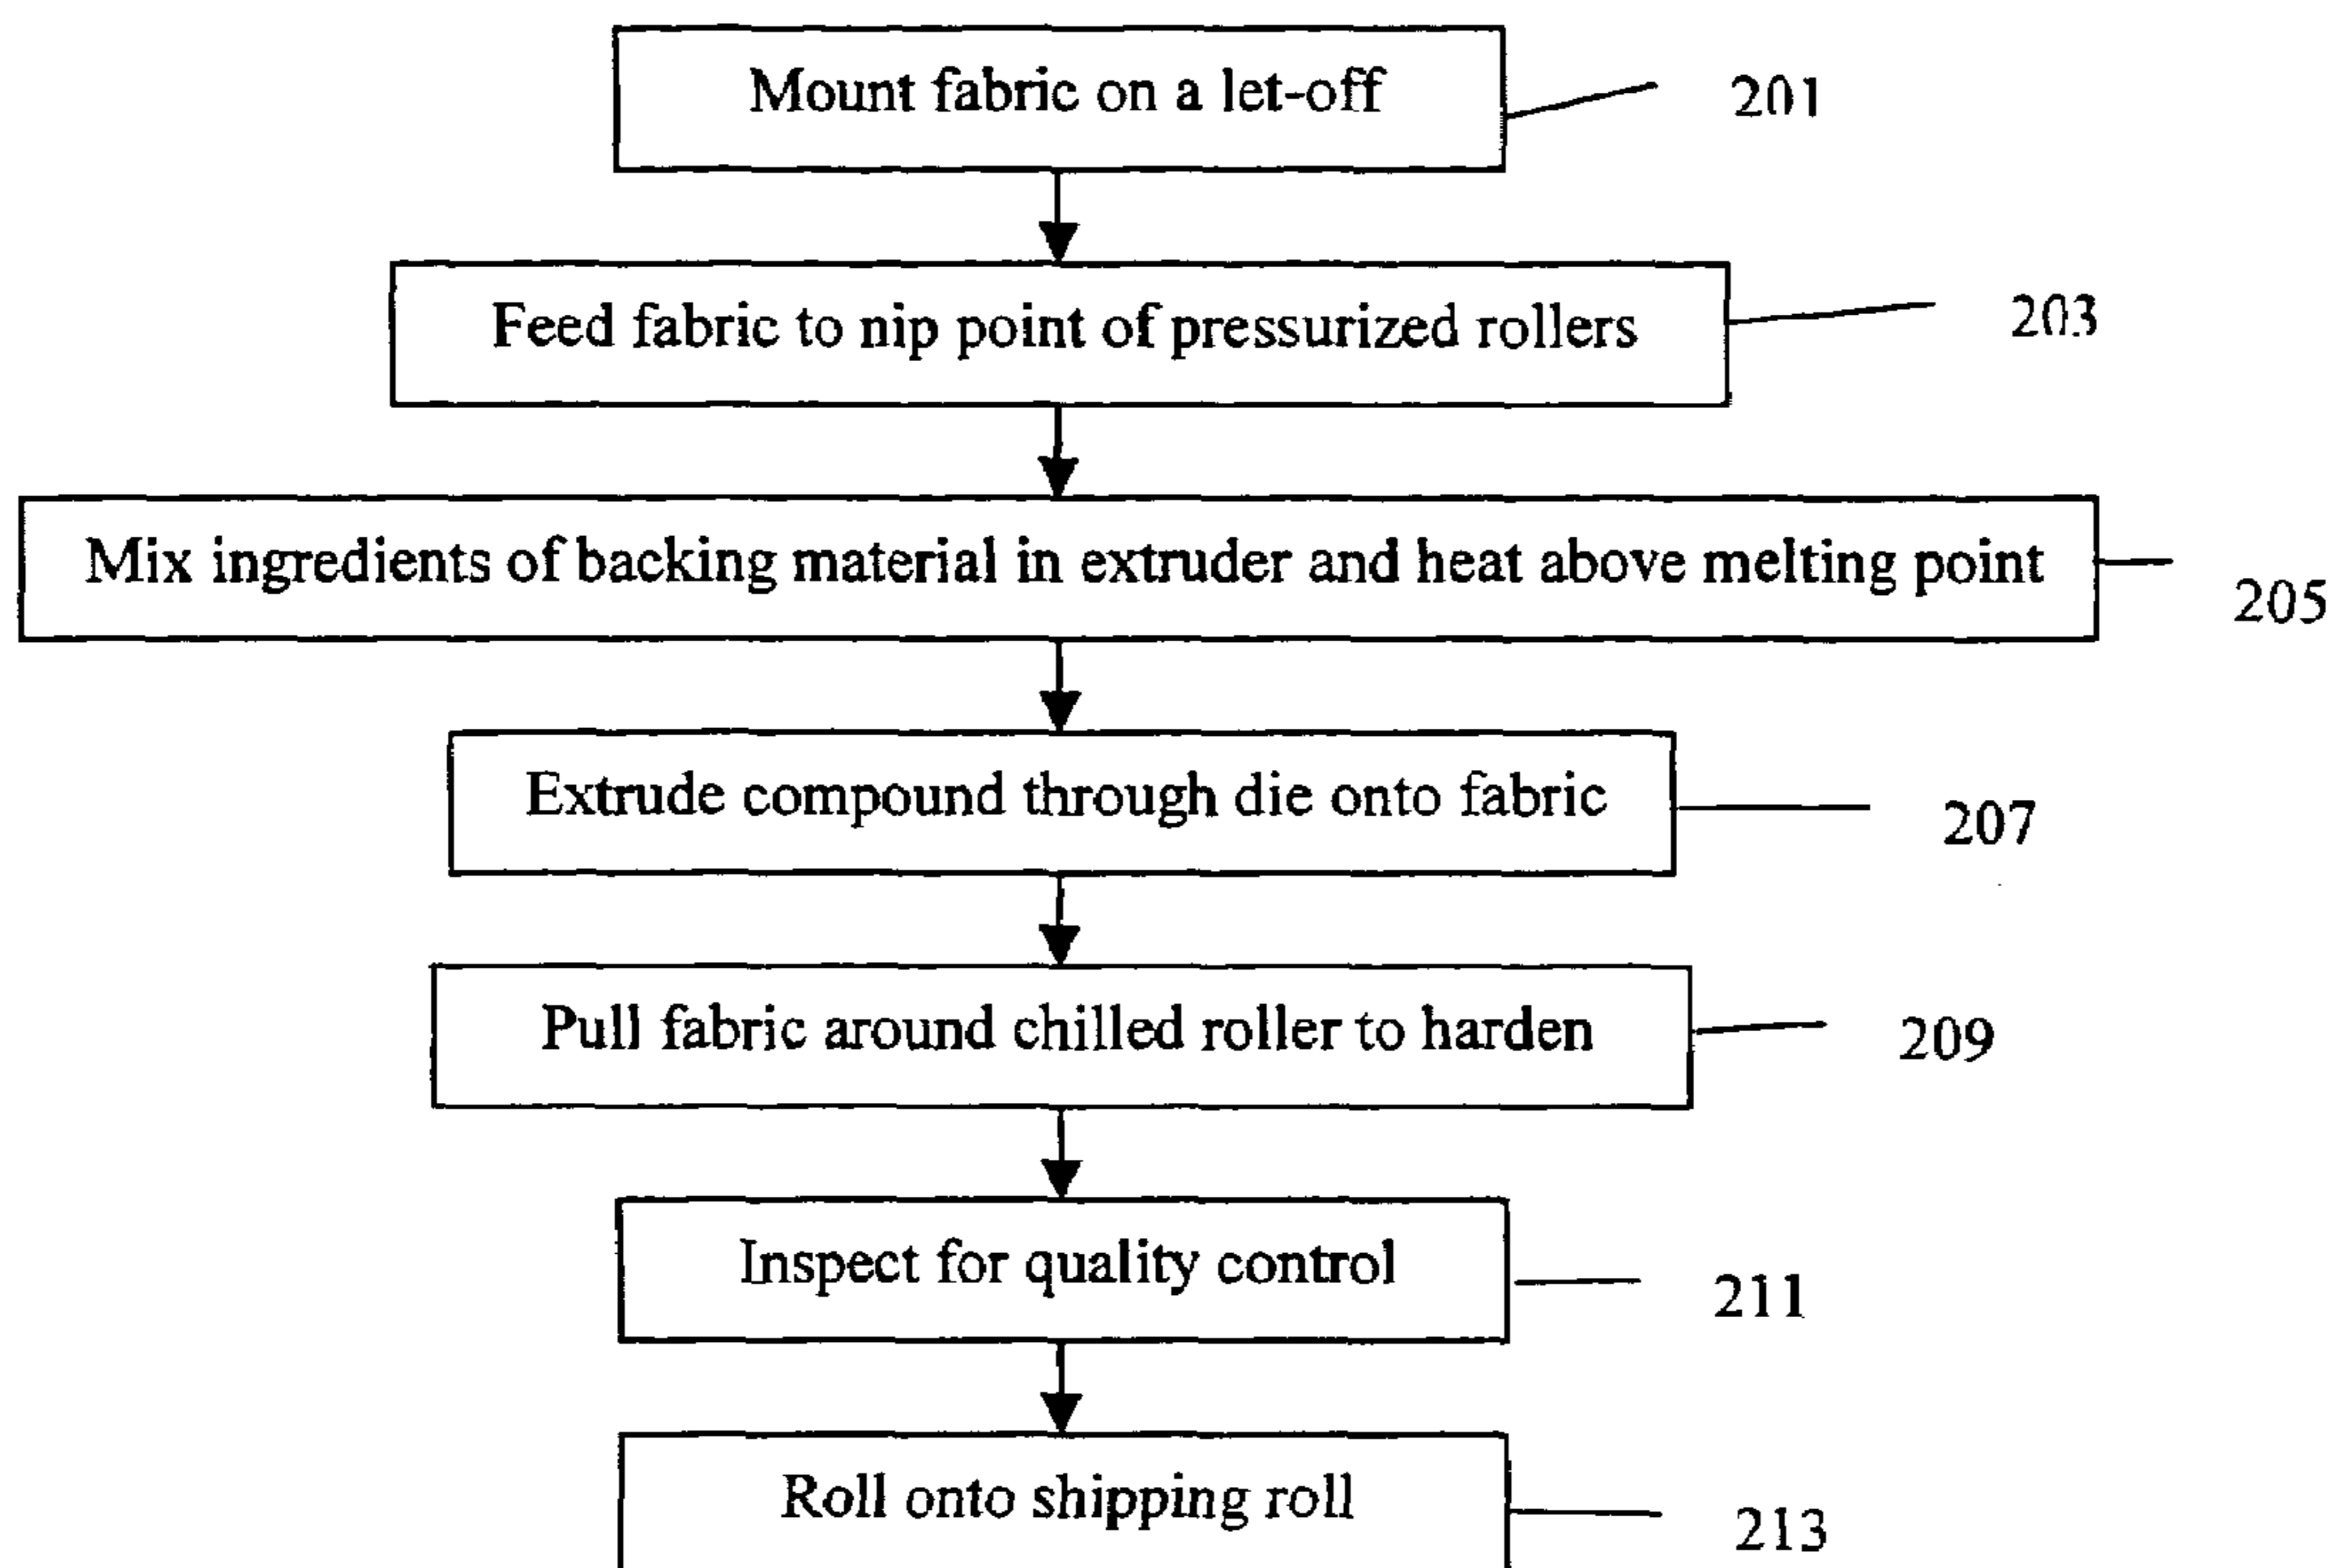 Mount fabric on a let-off
201
Feed fabric to nip point of pressurized rollers
203
Mix ingredients of backing material in extruder and heat above melting point
205
Extrude compound through die onto fabric
207
Pull fabric around chilled roller to harden
209
Inspect for quality control
211
Roll onto shipping roll
213